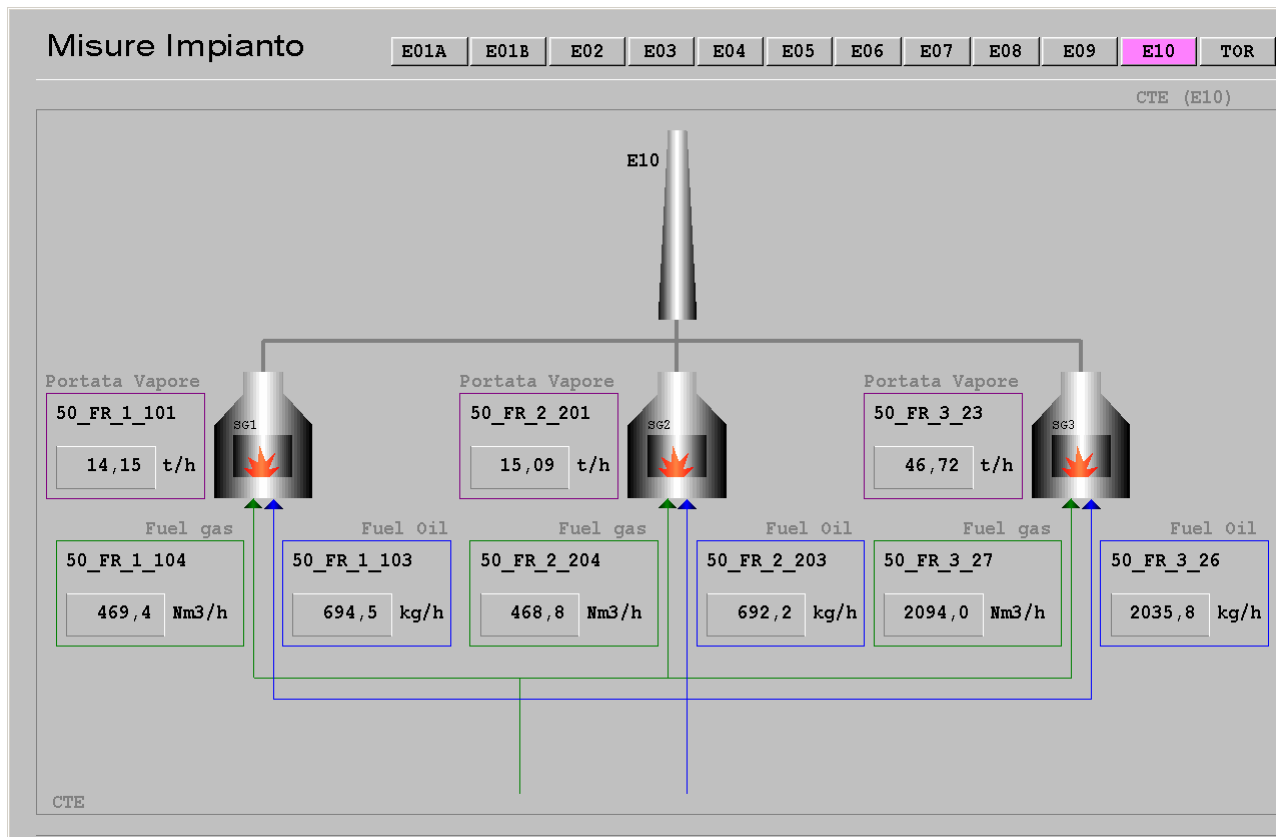 Misure Impianto
E01A E01B E02 E03 E04 E05 E06 E07 E08 E09 E10 TOR
CTE (E10)
E10
Portata Vapore Portata Vapore Portata Vapore
50_FR_1_101 SG1 50_FR_2_201 SG2 50_FR_3_23 SG3
14,15 t/h 15,09 t/h 46,72 t/h
Fuel gas Fuel Oil Fuel gas Fuel Oil Fuel gas Fuel Oil
50_FR_1_104 50_FR_1_103 50_FR_2_204 50_FR_2_203 50_FR_3_27 50_FR_3_26
469,4 Nm3/h 694,5 kg/h 468,8 Nm3/h 692,2 kg/h 2094,0 Nm3/h 2035,8 kg/h
CTE